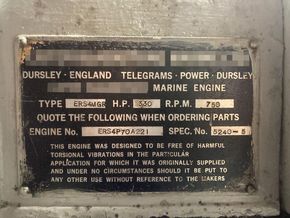 DURSLEY · ENGLAND TELEGRAMS · POWER · DURSLEY
MARINE ENGINE
TYPE ERS4MGR H.P. 330 R.P.M. 750
QUOTE THE FOLLOWING WHEN ORDERING PARTS
ENGINE No. ERS4P70A221 SPEC. No. 5240-5
THIS ENGINE WAS DESIGNED TO BE FREE OF HARMFUL
TORSIONAL VIBRATIONS IN THE PARTICULAR
APPLICATION FOR WHICH IT WAS ORIGINALLY SUPPLIED
AND UNDER NO CIRCUMSTANCES SHOULD IT BE PUT TO
ANY OTHER USE WITHOUT REFERENCE TO THE MAKERS